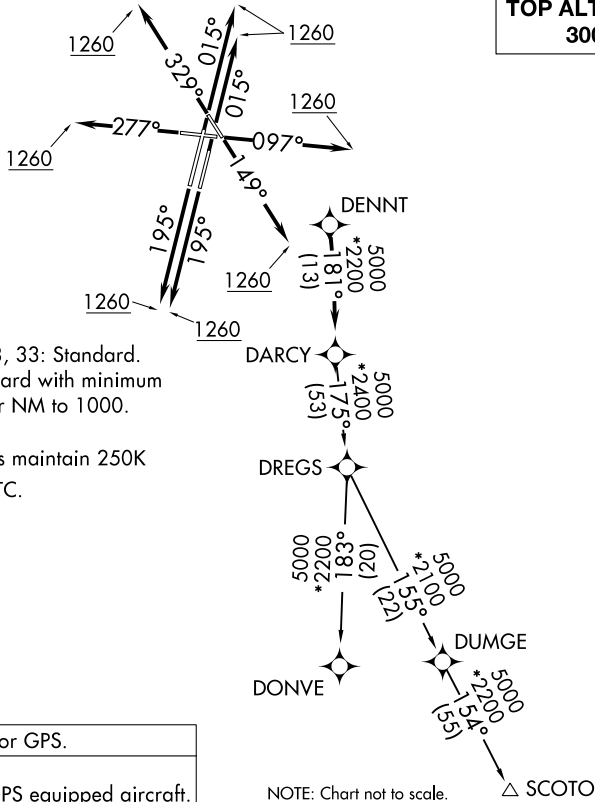 TOP ALT
300
1260
1260
015°
015°
329°
1260
277°
097°
1260
149°
195°
195°
1260
1260
1260
DENNT
5000
*2200
181°
(13)
DARCY
5000
*2400
175°
(53)
DREGS
5000
*2200
183°
(20)
5000
*2100
155°
(22)
DUMGE
DONVE
5000
*2200
154°
(55)
SCOTO
, 33: Standard.
ard with minimum
r NM to 1000.
s maintain 250K
TC.
or GPS.
PS equipped aircraft.
NOTE: Chart not to scale.